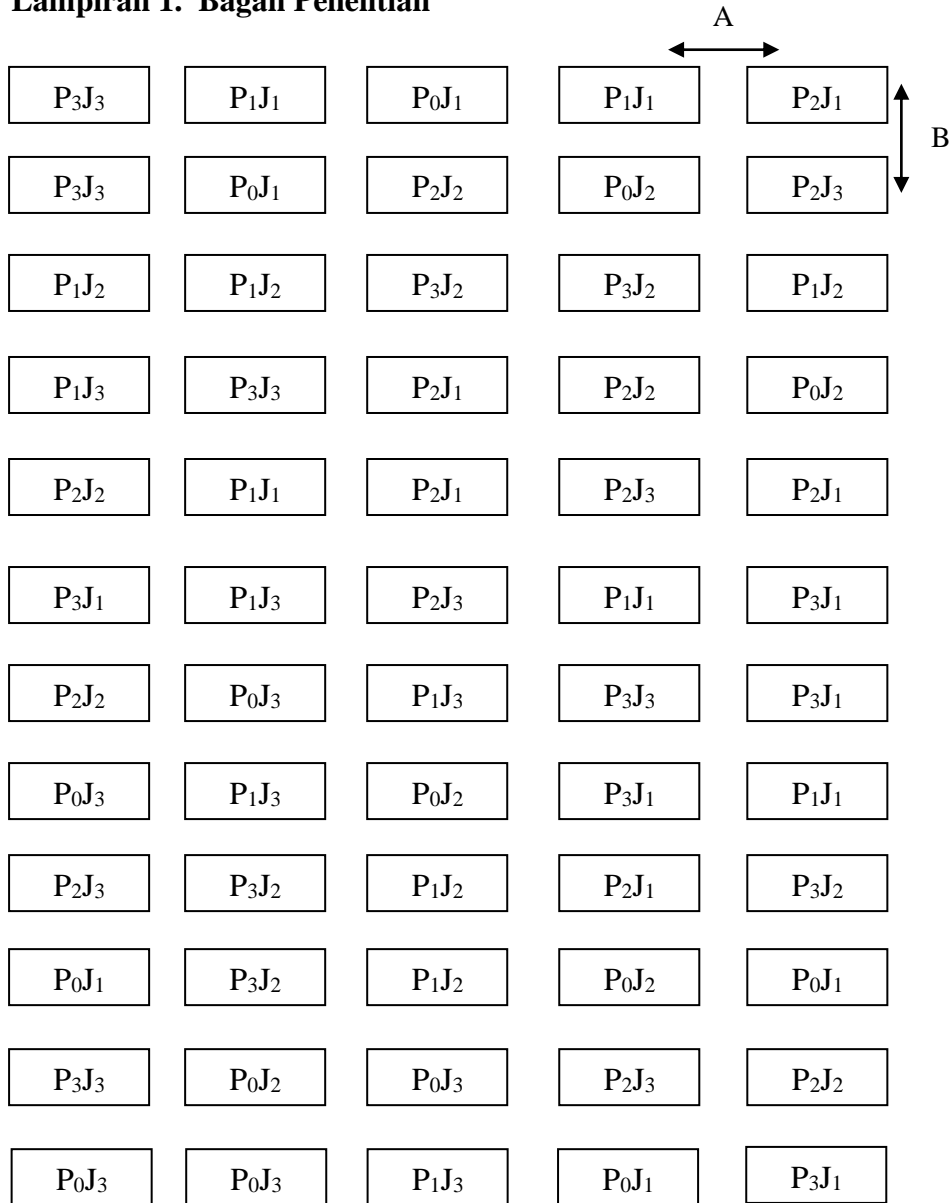 Lampiran 1. Bagan Penelitian
A
P₃J₃ P₁J₁ P₀J₁ P₁J₁ P₂J₁
B
P₃J₃ P₀J₁ P₂J₂ P₀J₂ P₂J₃
P₁J₂ P₁J₂ P₃J₂ P₃J₂ P₁J₂
P₁J₃ P₃J₃ P₂J₁ P₂J₂ P₀J₂
P₂J₂ P₁J₁ P₂J₁ P₂J₃ P₂J₁
P₃J₁ P₁J₃ P₂J₃ P₁J₁ P₃J₁
P₂J₂ P₀J₃ P₁J₃ P₃J₃ P₃J₁
P₀J₃ P₁J₃ P₀J₂ P₃J₁ P₁J₁
P₂J₃ P₃J₂ P₁J₂ P₂J₁ P₃J₂
P₀J₁ P₃J₂ P₁J₂ P₀J₂ P₀J₁
P₃J₃ P₀J₂ P₀J₃ P₂J₃ P₂J₂
P₀J₃ P₀J₃ P₁J₃ P₀J₁ P₃J₁